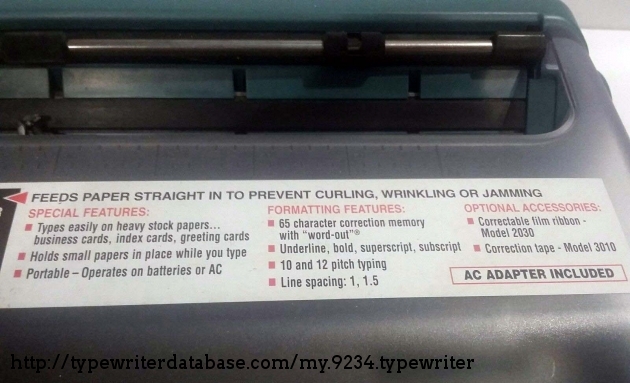 FEEDS PAPER STRAIGHT IN TO PREVENT CURLING, WRINKLING OR JAMMING
SPECIAL FEATURES:
■ Types easily on heavy stock papers...
business cards, index cards, greeting cards
■ Holds small papers in place while you type
■ Portable – Operates on batteries or AC
FORMATTING FEATURES:
■ 65 character correction memory
with "word-out"®
■ Underline, bold, superscript, subscript
■ 10 and 12 pitch typing
■ Line spacing: 1, 1.5
OPTIONAL ACCESSORIES:
■ Correctable film ribbon -
Model 2030
■ Correction tape - Model 3010
AC ADAPTER INCLUDED
http://typewriterdatabase.com/my.9234.typewriter